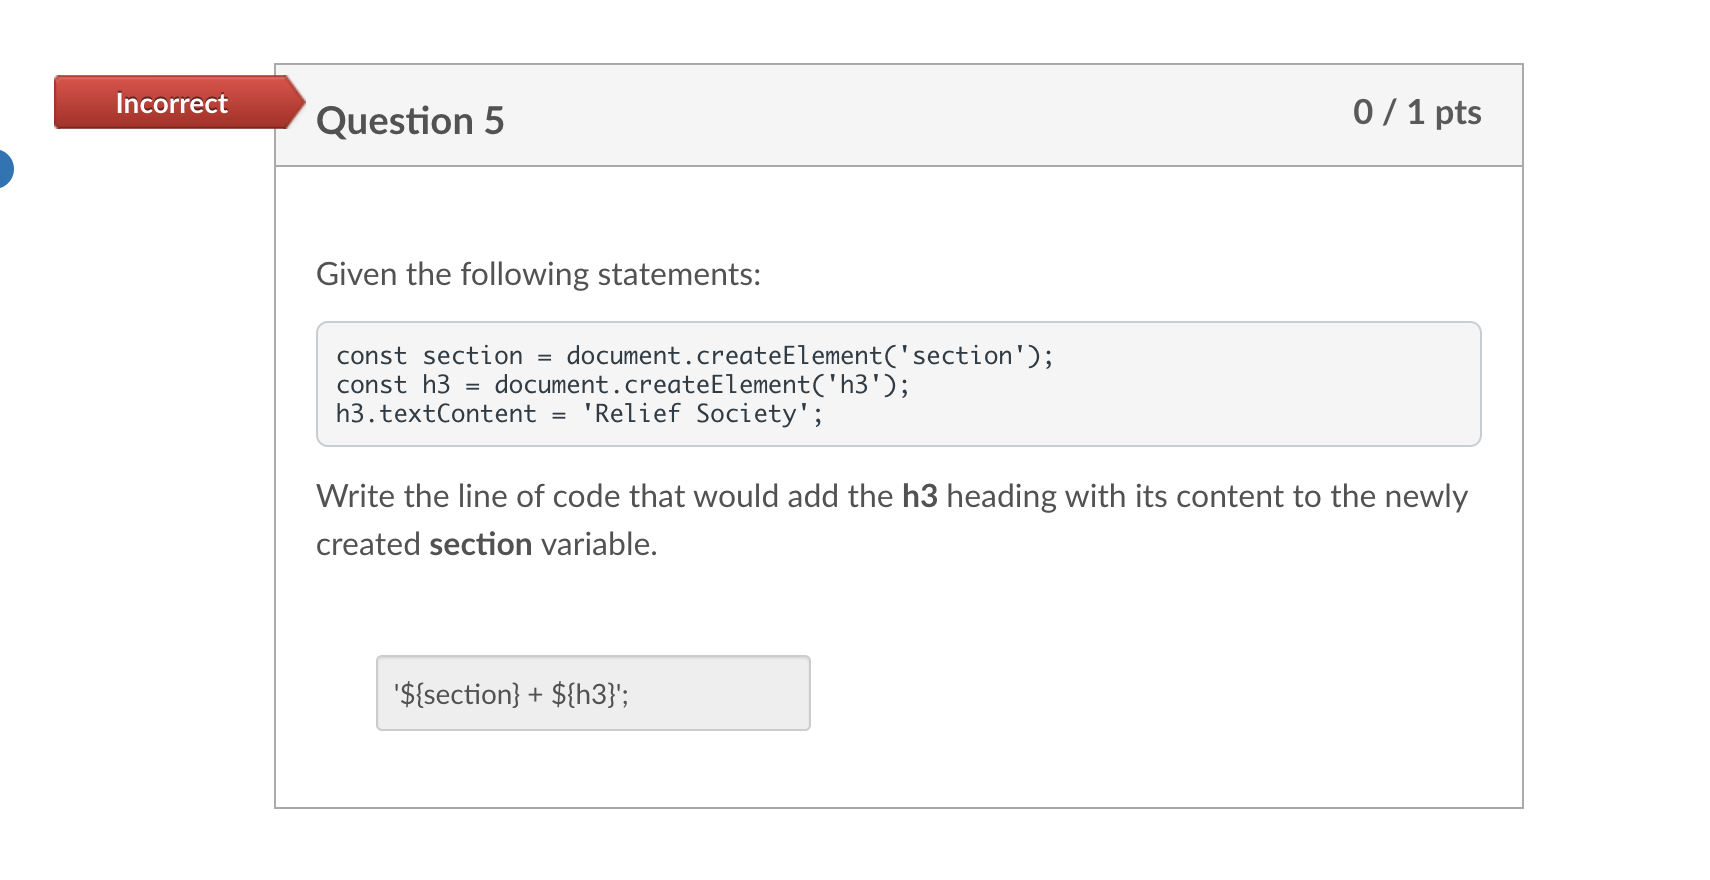 Incorrect
Question 5
0 / 1 pts
Given the following statements:
const section = document.createElement('section');
const h3 = document.createElement('h3');
h3.textContent = 'Relief Society';
Write the line of code that would add the h3 heading with its content to the newly
created section variable.
'${section} + ${h3}';